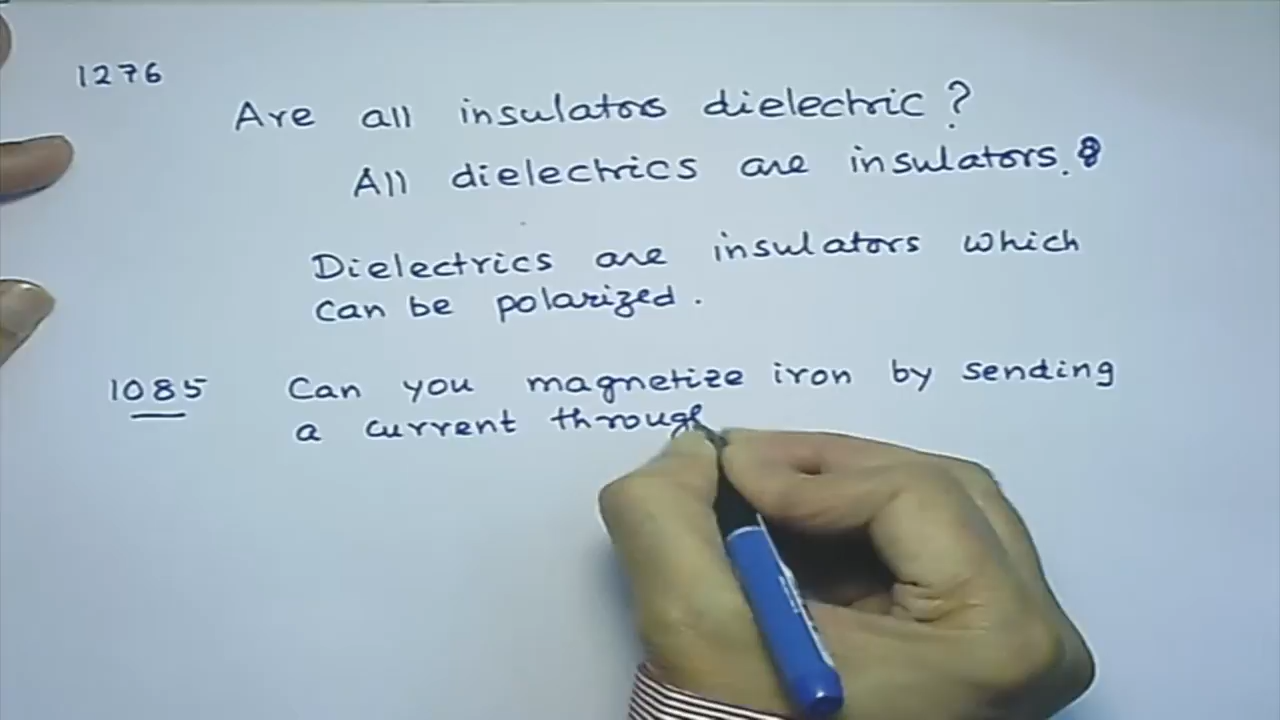 1276
Are all insulators dielectric?
All dielectrics are insulators.
Dielectrics are insulators which
can be polarized.
1085 Can you magnetize iron by sending
a current through